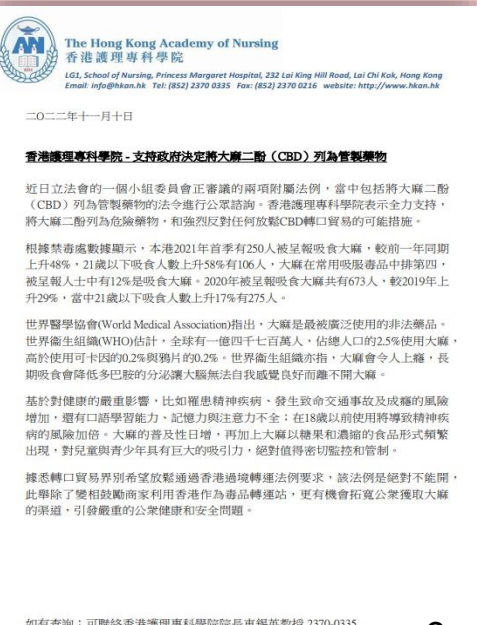 The Hong Kong Academy of Nursing
香港護理專科學院
LG1, School of Nursing, Princess Margaret Hospital, 232 Lai King Hill Road, Lai Chi Kok, Hong Kong
Email: info@hkan.hk Tel: (852) 2370 0335 Fax: (852) 2370 0216 website: http://www.hkan.hk
二○二二年十一月十日
香港護理專科學院 - 支持政府決定將大麻二酚（CBD）列為管製藥物
近日立法會的一個小組委員會正審議的兩項附屬法例，當中包括將大麻二酚
（CBD）列為管製藥物的法令進行公眾諮詢。香港護理專科學院表示全力支持，
將大麻二酚列為危險藥物，和強烈反對任何放鬆CBD轉口貿易的可能措施。
根據禁毒處數據顯示，本港2021年首季有250人被呈報吸食大麻，較前一年同期
上升48%，21歲以下吸食人數上升58%有106人，大麻在常用吸服毒品中排第四，
被呈報人士中有12%是吸食大麻。2020年被呈報吸食大麻共有673人，較2019年上
升29%，當中21歲以下吸食人數上升17%有275人。
世界醫學協會(World Medical Association)指出，大麻是最被廣泛使用的非法藥品。
世界衞生組織(WHO)估計，全球有一億四千七百萬人，佔總人口的2.5%使用大麻，
高於使用可卡因的0.2%與鴉片的0.2%。世界衞生組織亦指，大麻會令人上癮，長
期吸食會降低多巴胺的分泌讓大腦無法自我感覺良好而離不開大麻。
基於對健康的嚴重影響，比如罹患精神疾病、發生致命交通事故及成癮的風險
增加，還有口語學習能力、記憶力與注意力不全；在18歲以前使用將導致精神疾
病的風險加倍。大麻的普及性日增，再加上大麻以糖果和濃縮的食品形式頻繁
出現，對兒童與青少年具有巨大的吸引力，絕對值得密切監控和管制。
據悉轉口貿易界別希望放鬆通過香港過境轉運法例要求，該法例是絕對不能開，
此舉除了變相鼓勵商家利用香港作為毒品轉運站，更有機會拓寬公衆獲取大麻
的渠道，引發嚴重的公衆健康和安全問題。